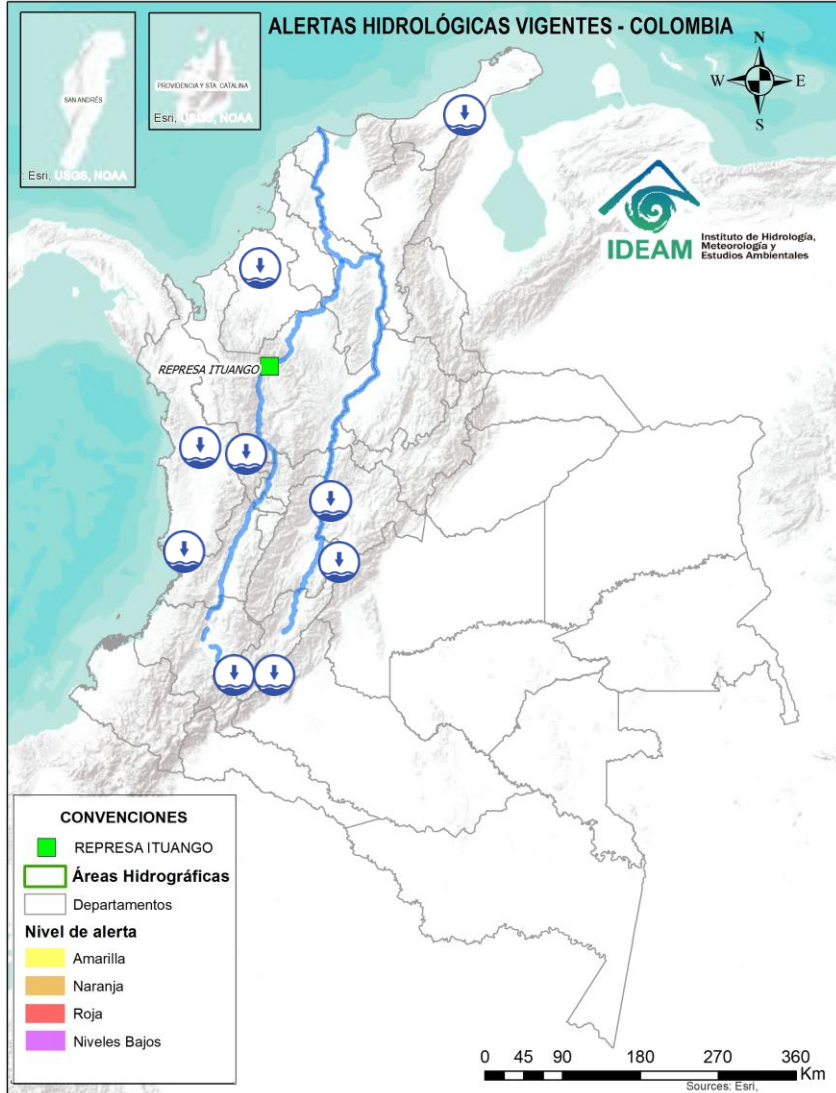 ALERTAS HIDROLÓGICAS VIGENTES - COLOMBIA
SAN ANDRÉS
: Esri, USGS, NOAA
PROVIDENCIA Y STA. CATALINA
Esri, USGS, NOAA
N
W
E
S
IDEAM
Instituto de Hidrología,
Meteorología y
Estudios Ambientales
REPRESA ITUANGO
CONVENCIONES
REPRESA ITUANGO
Áreas Hidrográficas
Departamentos
Nivel de alerta
Amarilla
Naranja
Roja
Niveles Bajos
0 45 90 180 270 360
Km
Sources: Esri,